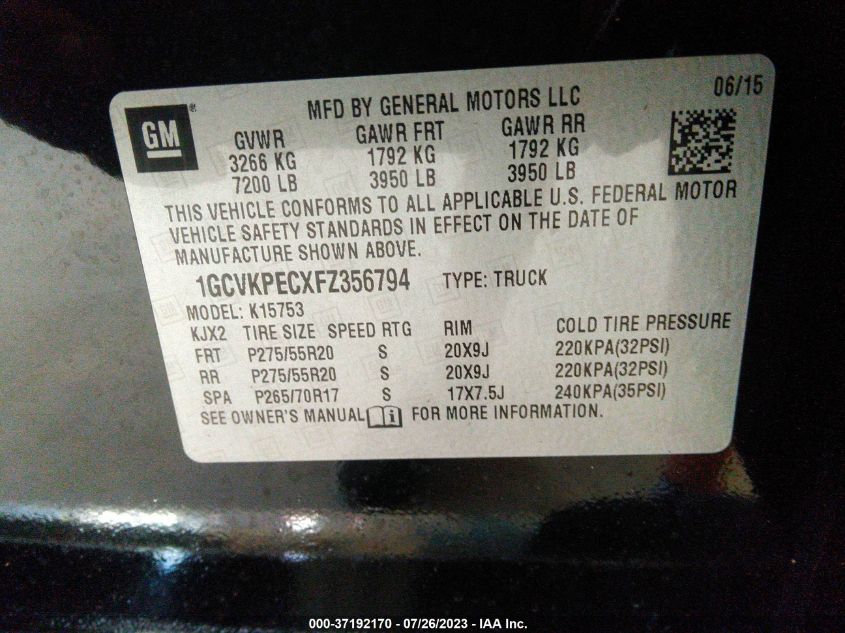 MFD BY GENERAL MOTORS LLC 06/15
GM
GVWR GAWR FRT GAWR RR
3266 KG 1792 KG 1792 KG
7200 LB 3950 LB 3950 LB
THIS VEHICLE CONFORMS TO ALL APPLICABLE U.S. FEDERAL MOTOR
VEHICLE SAFETY STANDARDS IN EFFECT ON THE DATE OF
MANUFACTURE SHOWN ABOVE.
1GCVKPECXFZ356794 TYPE: TRUCK
MODEL: K15753
KJX2 TIRE SIZE SPEED RTG RIM COLD TIRE PRESSURE
FRT P275/55R20 S 20X9J 220KPA(32PSI)
RR P275/55R20 S 20X9J 220KPA(32PSI)
SPA P265/70R17 S 17X7.5J 240KPA(35PSI)
SEE OWNER'S MANUAL i FOR MORE INFORMATION.
000-37192170 - 07/26/2023 - IAA Inc.